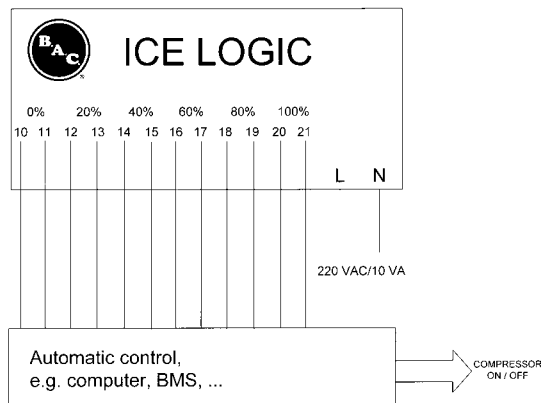 B.A.C.®
ICE LOGIC
0% 20% 40% 60% 80% 100%
10 11 12 13 14 15 16 17 18 19 20 21
L N
220 VAC/10 VA
Automatic control,
e.g. computer, BMS, ...
COMPRESSOR
ON / OFF